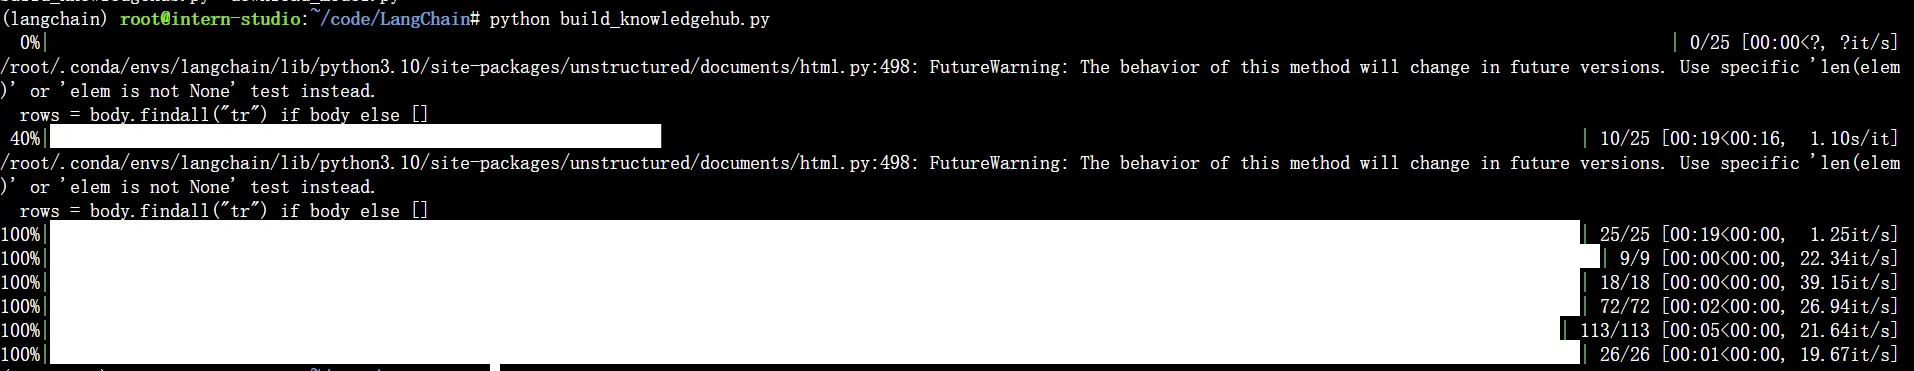 (langchain) root@intern-studio:~/code/LangChain# python build_knowledgehub.py
0%| | 0/25 [00:00<?, ?it/s]
/root/.conda/envs/langchain/lib/python3.10/site-packages/unstructured/documents/html.py:498: FutureWarning: The behavior of this method will change in future versions. Use specific 'len(elem
)' or 'elem is not None' test instead.
rows = body.findall("tr") if body else []
40%| | 10/25 [00:19<00:16, 1.10s/it]
/root/.conda/envs/langchain/lib/python3.10/site-packages/unstructured/documents/html.py:498: FutureWarning: The behavior of this method will change in future versions. Use specific 'len(elem
)' or 'elem is not None' test instead.
rows = body.findall("tr") if body else []
100%| | 25/25 [00:19<00:00, 1.25it/s]
100%| | 9/9 [00:00<00:00, 22.34it/s]
100%| | 18/18 [00:00<00:00, 39.15it/s]
100%| | 72/72 [00:02<00:00, 26.94it/s]
100%| | 113/113 [00:05<00:00, 21.64it/s]
100%| | 26/26 [00:01<00:00, 19.67it/s]